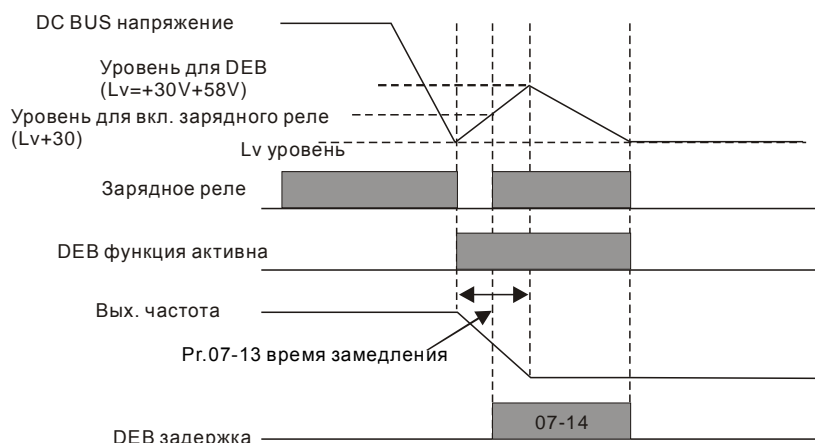 DC BUS напряжение
Уровень для DEB
(Lv=+30V+58V)
Уровень для вкл. зарядного реле
(Lv+30)
Lv уровень
Зарядное реле
DEB функция активна
Вых. частота
Pr.07-13 время замедления
07-14
DEB задержка